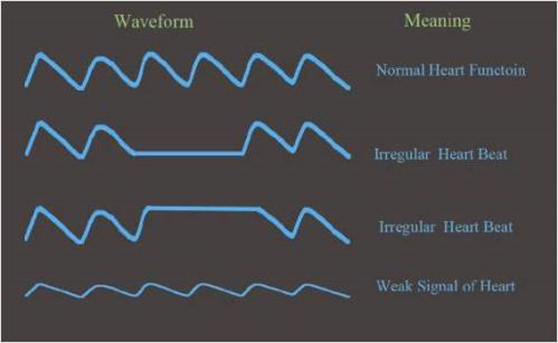 Waveform Meaning
Normal Heart Functoin
Irregular Heart Beat
Irregular Heart Beat
Weak Signal of Heart